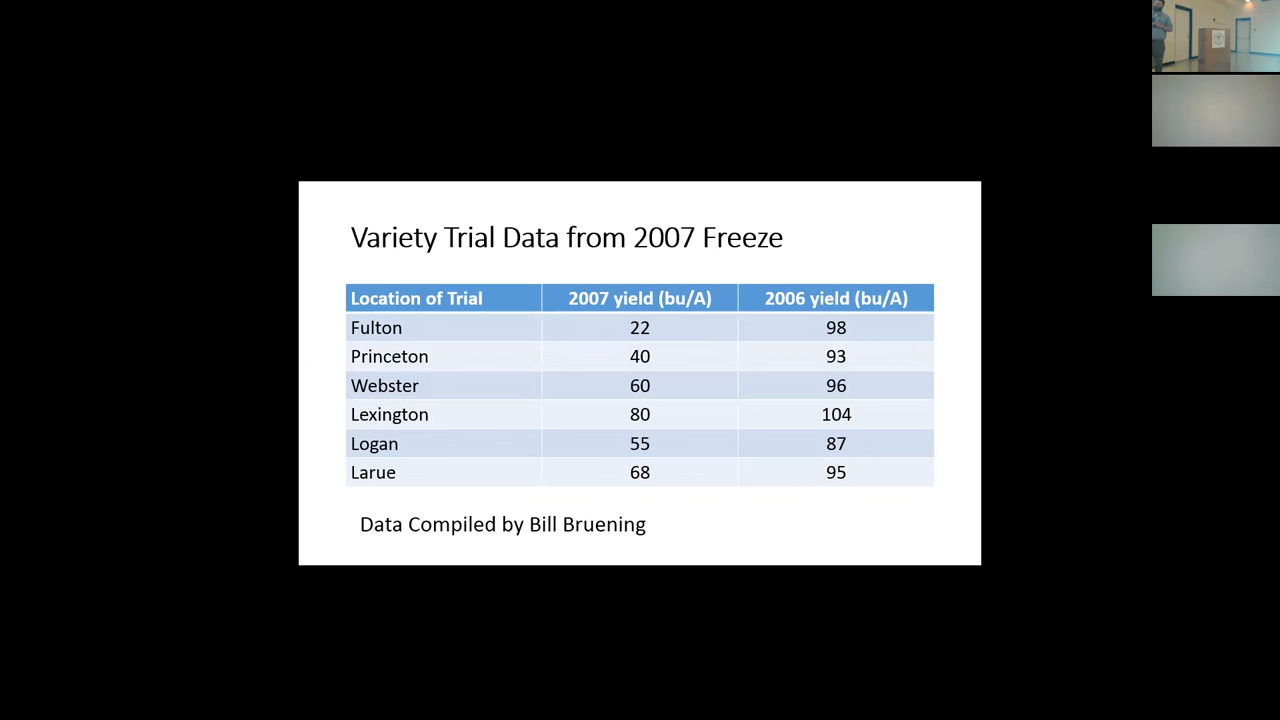 Variety Trial Data from 2007 Freeze
Location of Trial 2007 yield (bu/A) 2006 yield (bu/A)
Fulton 22 98
Princeton 40 93
Webster 60 96
Lexington 80 104
Logan 55 87
Larue 68 95
Data Compiled by Bill Bruening